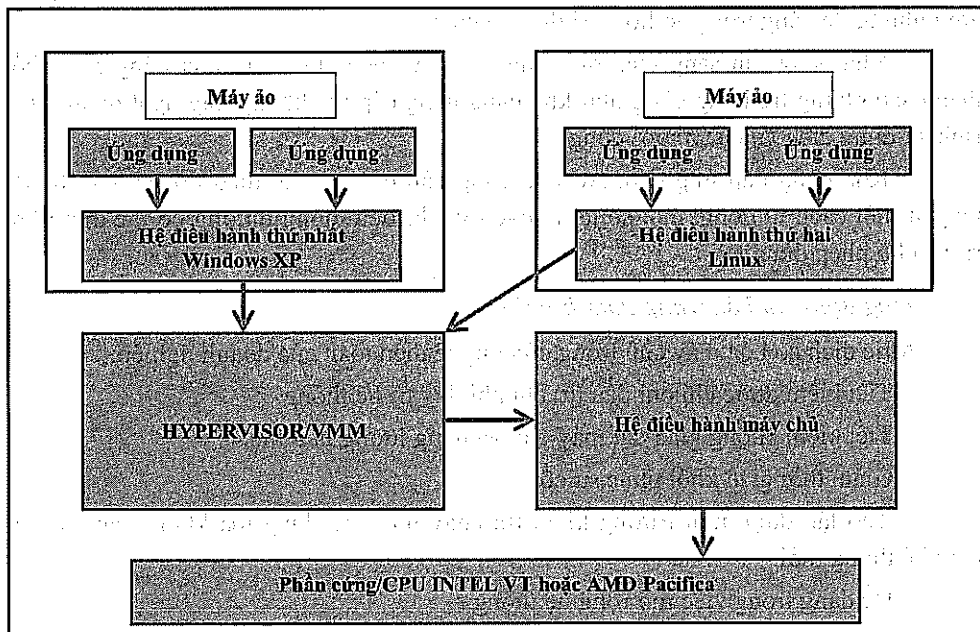 Máy ảo
Máy ảo
Ứng dụng
Ứng dụng
Ứng dụng
Ứng dụng
Hệ điều hành thứ nhất
Windows XP
Hệ điều hành thứ hai
Linux
HYPERVISOR/VMM
Hệ điều hành máy chủ
Phần cứng/CPU INTEL VT hoặc AMD Pacifica